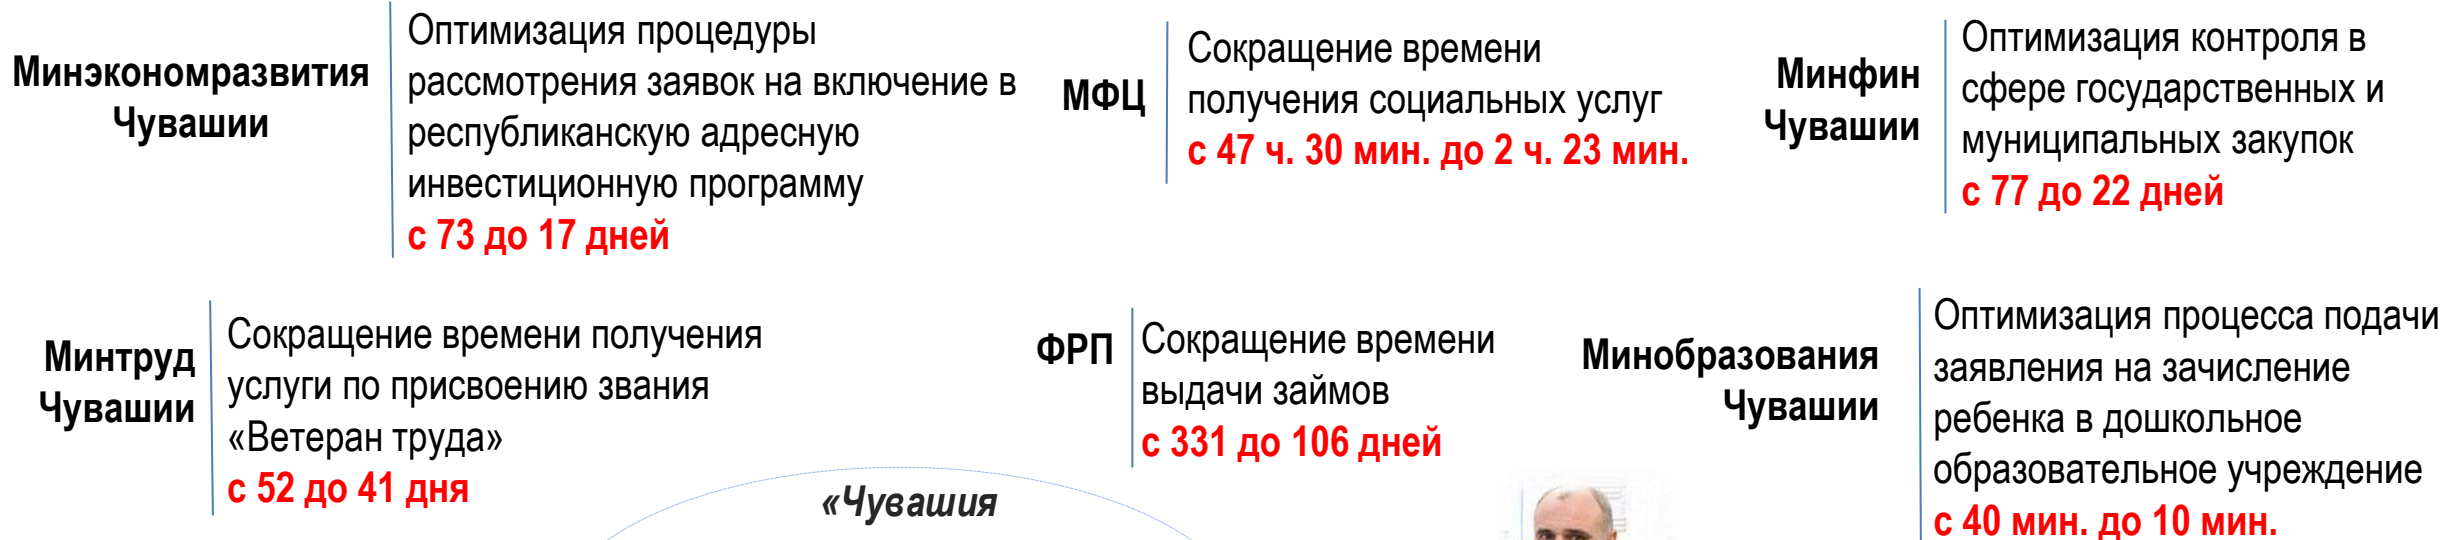 Минэкономразвития
Чувашии
Оптимизация процедуры
рассмотрения заявок на включение в
республиканскую адресную
инвестиционную программу
с 73 до 17 дней
МФЦ
Сокращение времени
получения социальных услуг
с 47 ч. 30 мин. до 2 ч. 23 мин.
Минфин
Чувашии
Оптимизация контроля в
сфере государственных и
муниципальных закупок
с 77 до 22 дней
Минтруд
Чувашии
Сокращение времени получения
услуги по присвоению звания
«Ветеран труда»
с 52 до 41 дня
ФРП
Сокращение времени
выдачи займов
с 331 до 106 дней
Минобразования
Чувашии
Оптимизация процесса подачи
заявления на зачисление
ребенка в дошкольное
образовательное учреждение
с 40 мин. до 10 мин.
«Чувашия